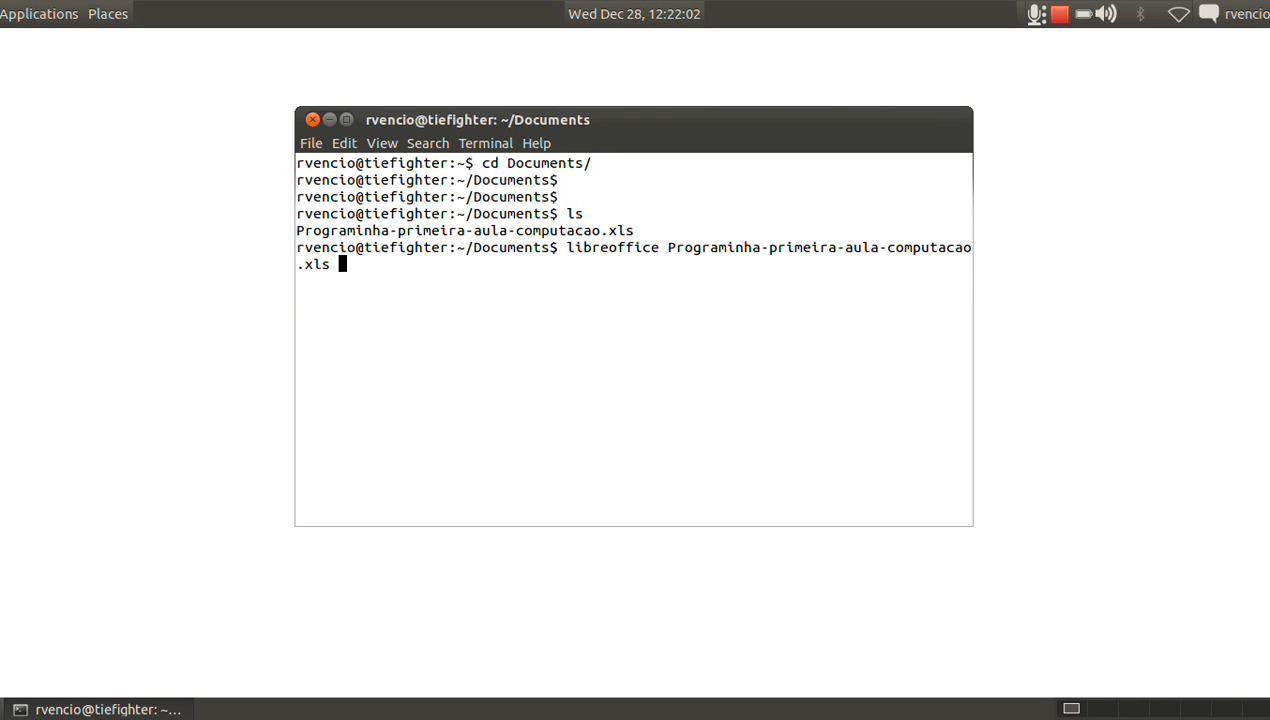 Applications Places Wed Dec 28, 12:22:02 rvencio
rvencio@tiefighter: ~/Documents
File Edit View Search Terminal Help
rvencio@tiefighter:~$ cd Documents/
rvencio@tiefighter:~/Documents$
rvencio@tiefighter:~/Documents$
rvencio@tiefighter:~/Documents$ ls
Programinha-primeira-aula-computacao.xls
rvencio@tiefighter:~/Documents$ libreoffice Programinha-primeira-aula-computacao
.xls
rvencio@tiefighter: ~...